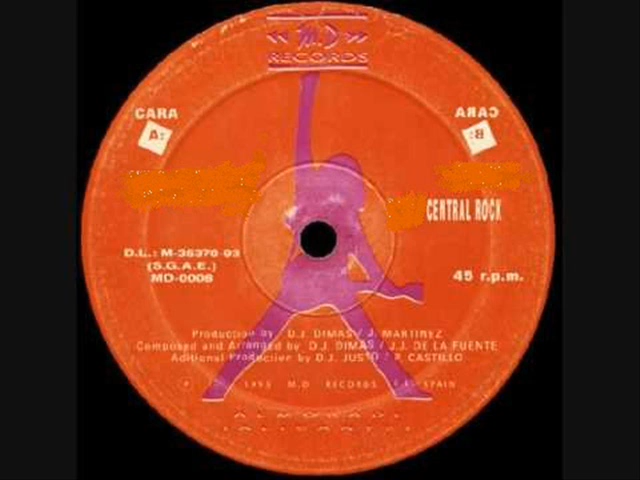 M.D
RECORDS
CARA
A:
CARA
B:
CENTRAL ROCK
D.L.: M-36370-93
(S.G.A.E.)
MD-0008
45 r.p.m.
Production by D.J. DIMAS / J. MARTINEZ
Composed and Arranged by D.J. DIMAS / J.J. DE LA FUENTE
Aditional Production by D.J. JUSTO / P. CASTILLO
1993 M.D RECORDS SPAIN